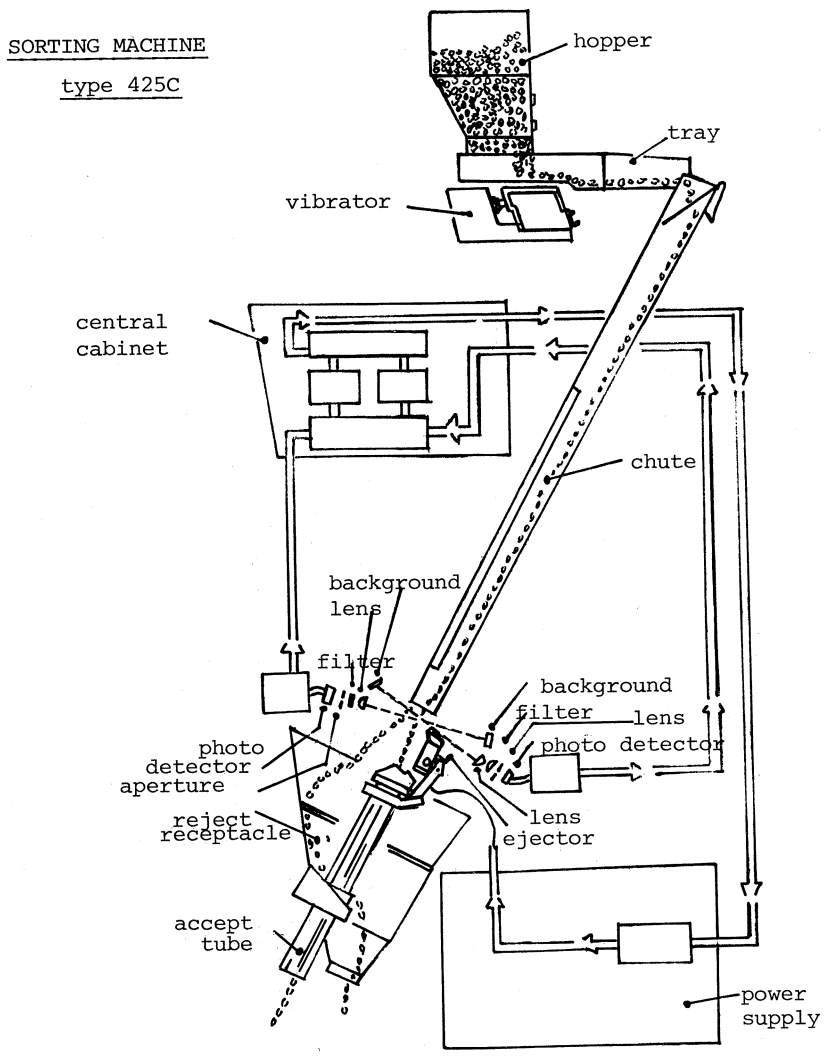 SORTING MACHINE
type 425C
hopper
tray
vibrator
central
cabinet
chute
background
lens
filter
background
filter
lens
photo detector
photo
detector
aperture
lens
ejector
reject
receptacle
accept
tube
power
supply